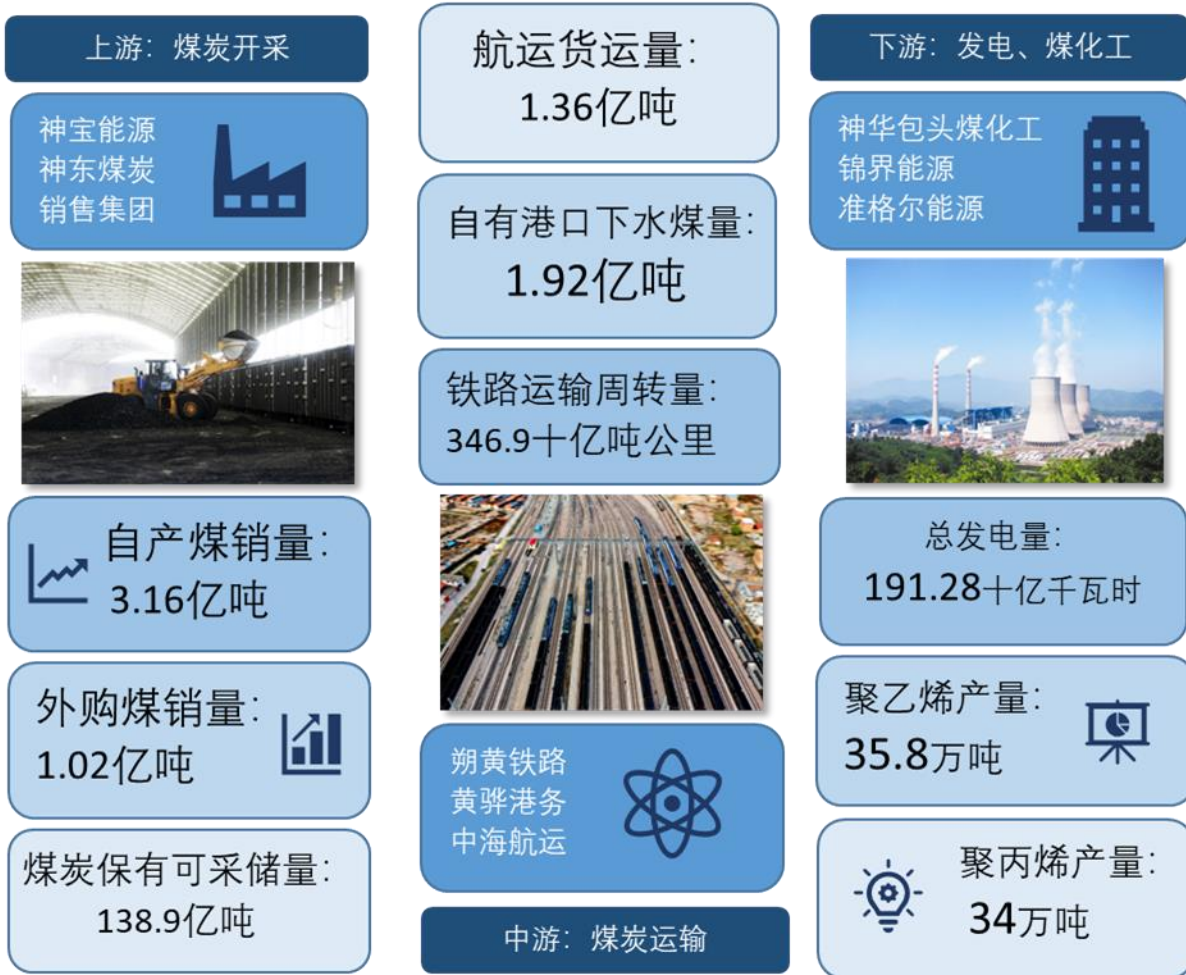 上游：煤炭开采
神宝能源
神东煤炭
销售集团
自产煤销量：
3.16亿吨
外购煤销量：
1.02亿吨
煤炭保有可采储量：
138.9亿吨
航运货运量：
1.36亿吨
自有港口下水煤量：
1.92亿吨
铁路运输周转量：
346.9十亿吨公里
朔黄铁路
黄骅港务
中海航运
中游：煤炭运输
下游：发电、煤化工
神华包头煤化工
锦界能源
准格尔能源
总发电量：
191.28十亿千瓦时
聚乙烯产量：
35.8万吨
聚丙烯产量：
34万吨